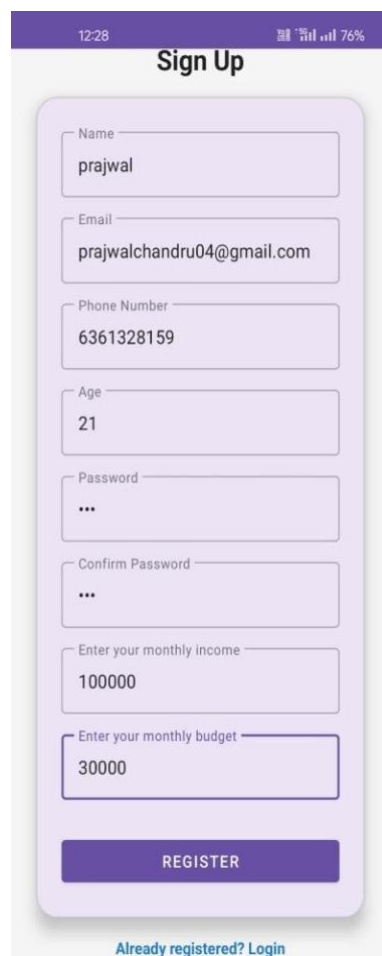 12:28
76%
Sign Up
Name
prajwal
Email
prajwalchandru04@gmail.com
Phone Number
6361328159
Age
21
Password
•••
Confirm Password
•••
Enter your monthly income
100000
Enter your monthly budget
30000
REGISTER
Already registered? Login